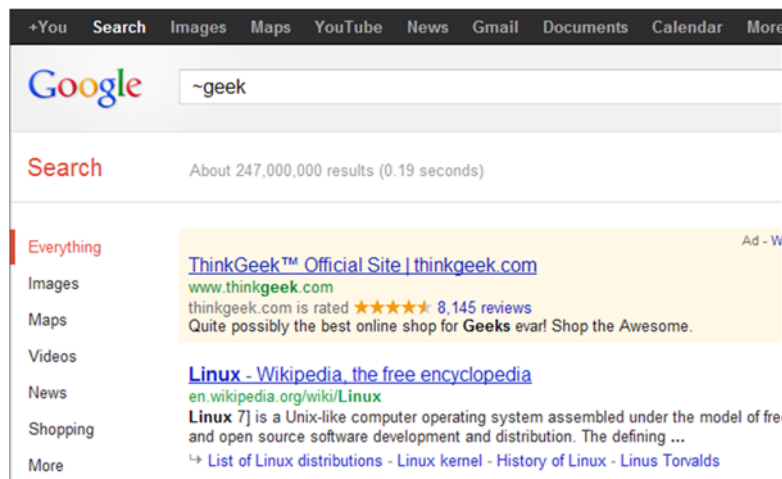 +You Search Images Maps YouTube News Gmail Documents Calendar More
Google
~geek
Search
About 247,000,000 results (0.19 seconds)
Everything
Images
Maps
Videos
News
Shopping
More
Ad - W
ThinkGeek™ Official Site | thinkgeek.com
www.thinkgeek.com
thinkgeek.com is rated 8,145 reviews
Quite possibly the best online shop for Geeks evar! Shop the Awesome.
Linux - Wikipedia, the free encyclopedia
en.wikipedia.org/wiki/Linux
Linux 7] is a Unix-like computer operating system assembled under the model of free
and open source software development and distribution. The defining ...
↪ List of Linux distributions - Linux kernel - History of Linux - Linus Torvalds